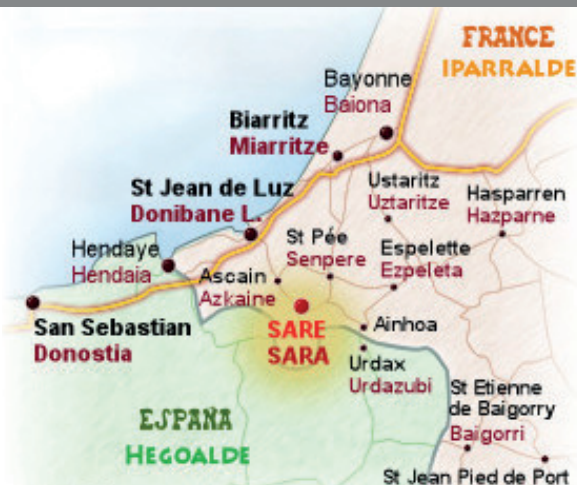 FRANCE
IPARRALDE
Bayonne
Baiona
Biarritz
Miarritze
St Jean de Luz
Donibane L.
Ustaritz
Uztaritze
Hasparren
Hazparne
Hendaye
Hendaia
St Pée
Senpere
Espelette
Ezpeleta
Ascain
Azkaine
San Sebastian
Donostia
SARE
SARA
Ainhoa
Urdax
Urdazubi
St Etienne
de Baigorry
Baigorri
ESPAÑA
HEGOALDE
St Jean Pied de Port